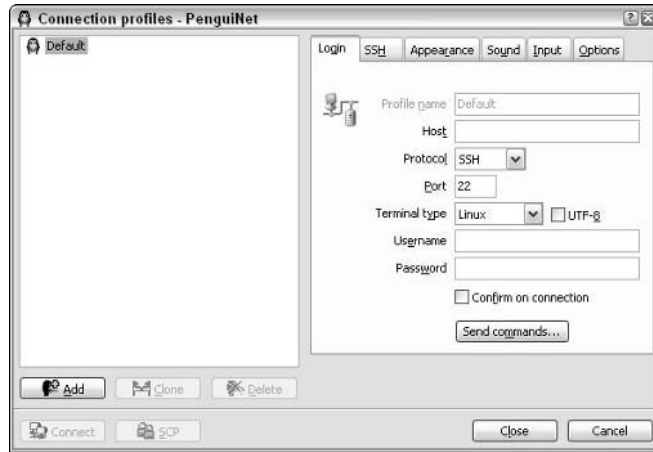 Connection profiles - PenguiNet
Default
Login SSH Appearance Sound Input Options
Profile name Default
Host
Protocol SSH
Port 22
Terminal type Linux UTF-8
Username
Password
Confirm on connection
Send commands...
Add Clone Delete
Connect SCP Close Cancel